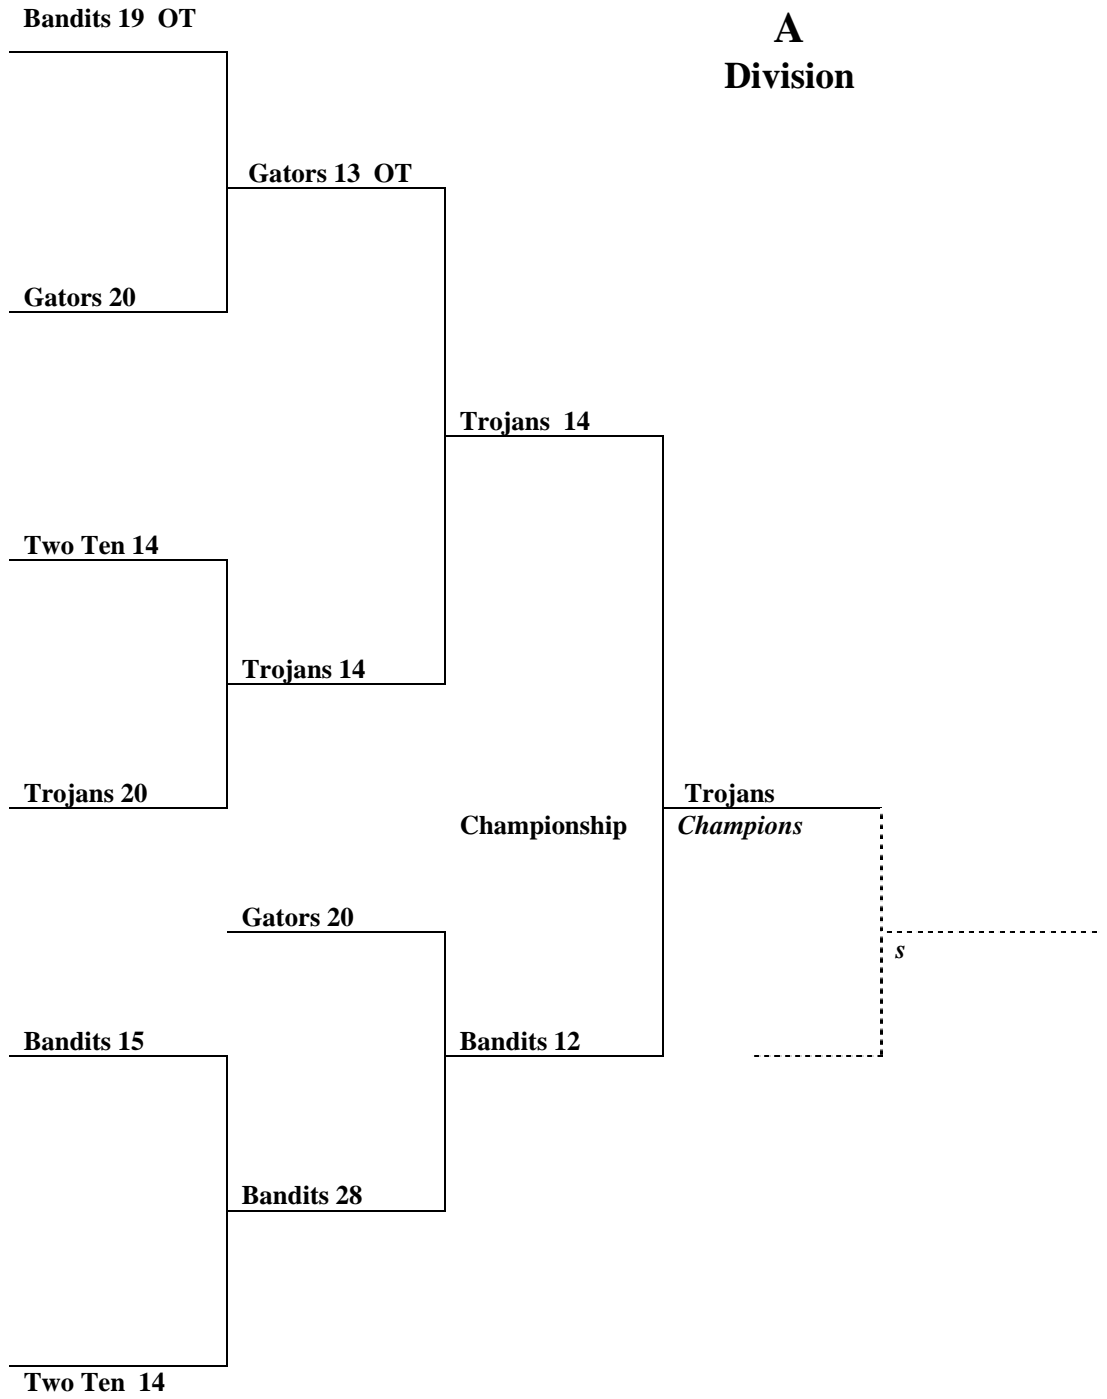 Bandits 19 OT
A
Division
Gators 13 OT
Gators 20
Trojans 14
Two Ten 14
Trojans 14
Trojans 20
Trojans
Championship
Champions
Gators 20
s
Bandits 15
Bandits 12
Bandits 28
Two Ten 14